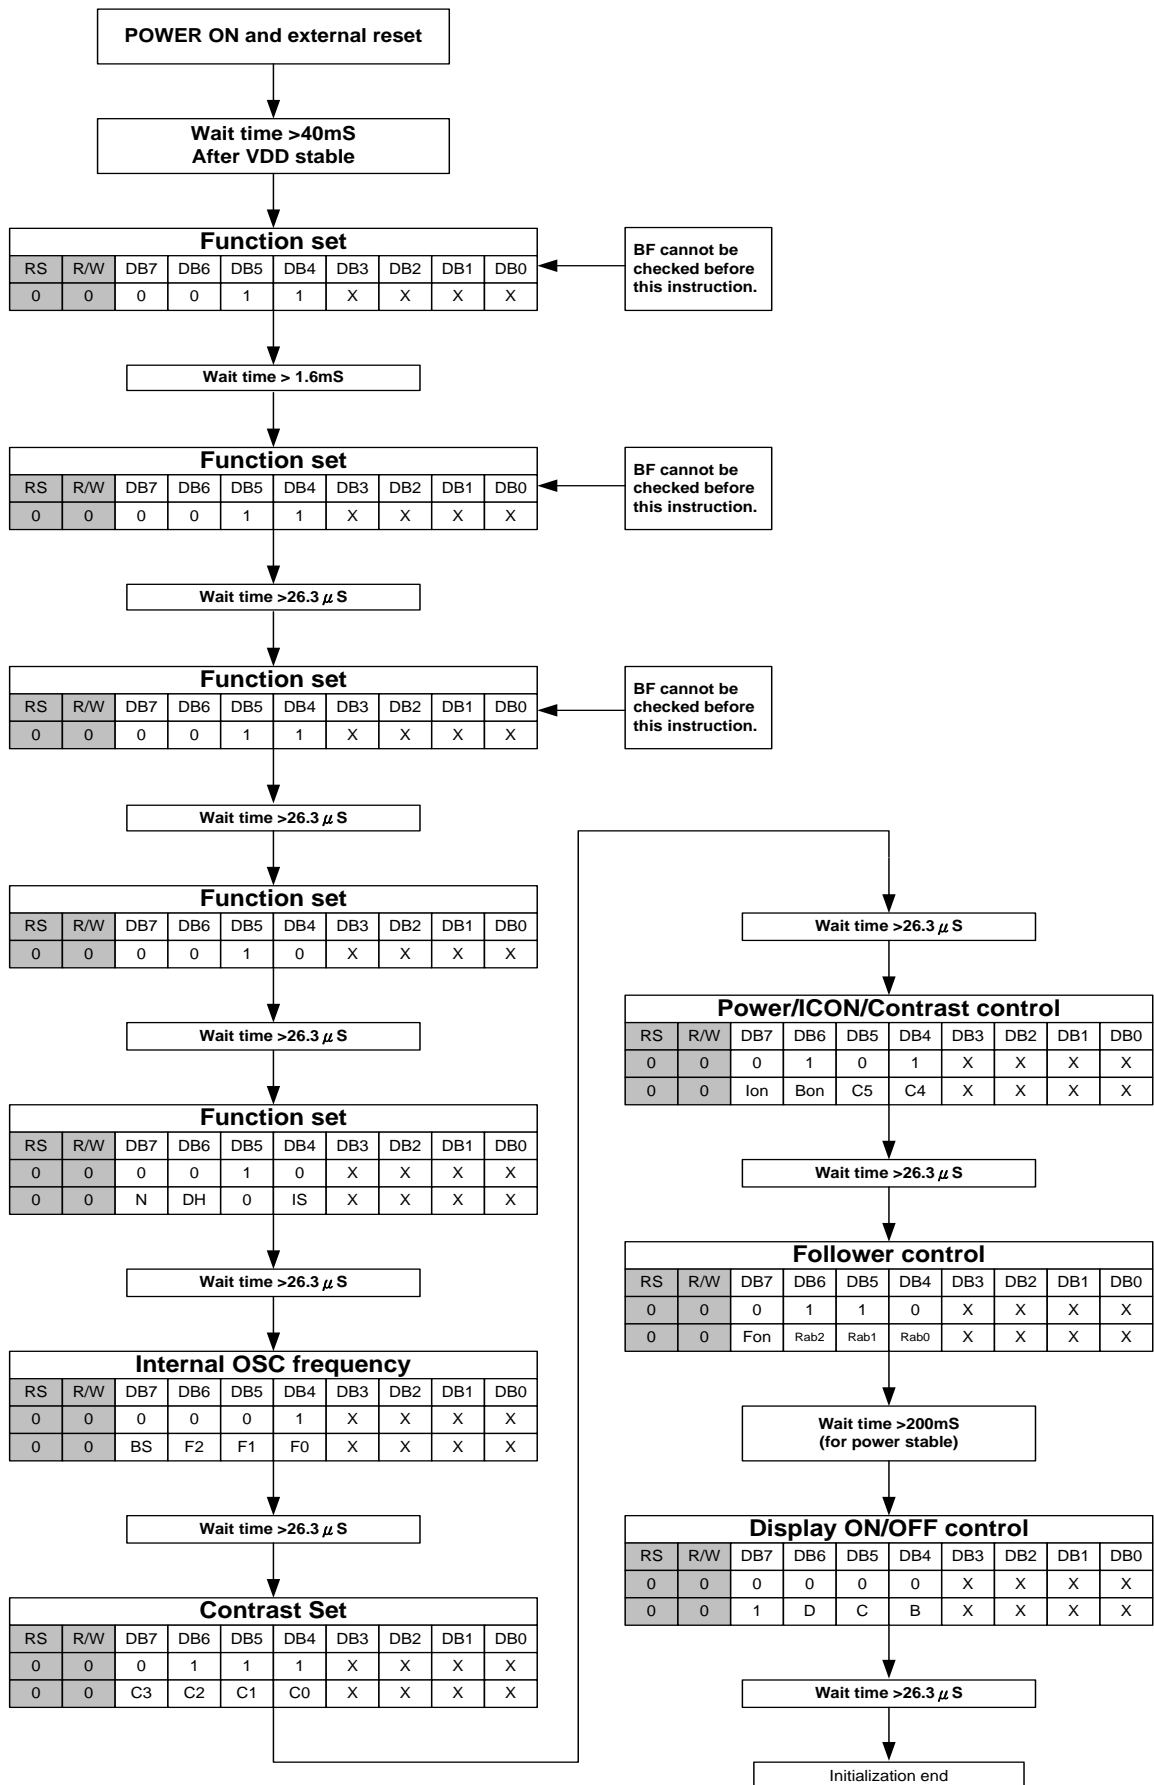 POWER ON and external reset
Wait time >40mS
After VDD stable
Function set
RS R/W DB7 DB6 DB5 DB4 DB3 DB2 DB1 DB0
0 0 0 0 1 1 X X X X
BF cannot be
checked before
this instruction.
Wait time > 1.6mS
Function set
RS R/W DB7 DB6 DB5 DB4 DB3 DB2 DB1 DB0
0 0 0 0 1 1 X X X X
BF cannot be
checked before
this instruction.
Wait time >26.3 μ S
Function set
RS R/W DB7 DB6 DB5 DB4 DB3 DB2 DB1 DB0
0 0 0 0 1 1 X X X X
BF cannot be
checked before
this instruction.
Wait time >26.3 μ S
Function set
RS R/W DB7 DB6 DB5 DB4 DB3 DB2 DB1 DB0
0 0 0 0 1 0 X X X X
Wait time >26.3 μ S
Function set
RS R/W DB7 DB6 DB5 DB4 DB3 DB2 DB1 DB0
0 0 0 0 1 0 X X X X
0 0 N DH 0 IS X X X X
Wait time >26.3 μ S
Internal OSC frequency
RS R/W DB7 DB6 DB5 DB4 DB3 DB2 DB1 DB0
0 0 0 0 0 1 X X X X
0 0 BS F2 F1 F0 X X X X
Wait time >26.3 μ S
Contrast Set
RS R/W DB7 DB6 DB5 DB4 DB3 DB2 DB1 DB0
0 0 0 1 1 1 X X X X
0 0 C3 C2 C1 C0 X X X X
Wait time >26.3 μ S
Power/ICON/Contrast control
RS R/W DB7 DB6 DB5 DB4 DB3 DB2 DB1 DB0
0 0 0 1 0 1 X X X X
0 0 Ion Bon C5 C4 X X X X
Wait time >26.3 μ S
Follower control
RS R/W DB7 DB6 DB5 DB4 DB3 DB2 DB1 DB0
0 0 0 1 1 0 X X X X
0 0 Fon Rab2 Rab1 Rab0 X X X X
Wait time >200mS
(for power stable)
Display ON/OFF control
RS R/W DB7 DB6 DB5 DB4 DB3 DB2 DB1 DB0
0 0 0 0 0 0 X X X X
0 0 1 D C B X X X X
Wait time >26.3 μ S
Initialization end